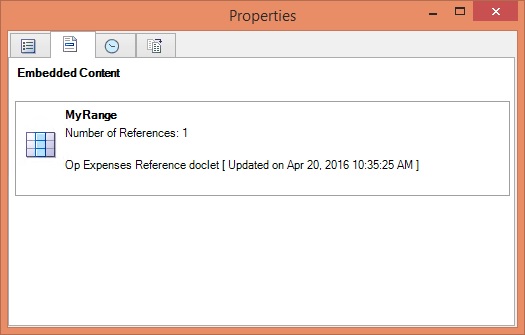 Properties
Embedded Content
MyRange
Number of References: 1
Op Expenses Reference doclet [ Updated on Apr 20, 2016 10:35:25 AM ]